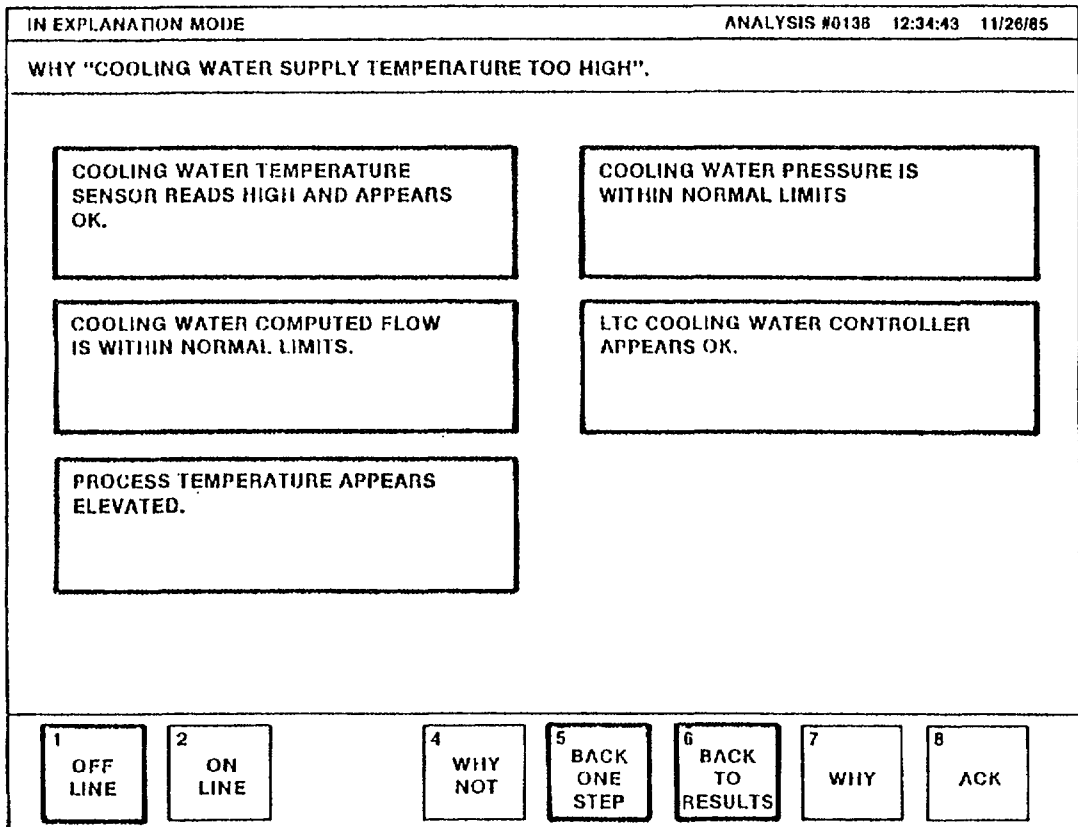 IN EXPLANATION MODE
ANALYSIS #0138 12:34:43 11/26/85
WHY "COOLING WATER SUPPLY TEMPERATURE TOO HIGH".
COOLING WATER TEMPERATURE
SENSOR READS HIGH AND APPEARS
OK.
COOLING WATER PRESSURE IS
WITHIN NORMAL LIMITS
COOLING WATER COMPUTED FLOW
IS WITHIN NORMAL LIMITS.
LTC COOLING WATER CONTROLLER
APPEARS OK.
PROCESS TEMPERATURE APPEARS
ELEVATED.
1
OFF
LINE
2
ON
LINE
4
WHY
NOT
5
BACK
ONE
STEP
6
BACK
TO
RESULTS
7
WHY
8
ACK